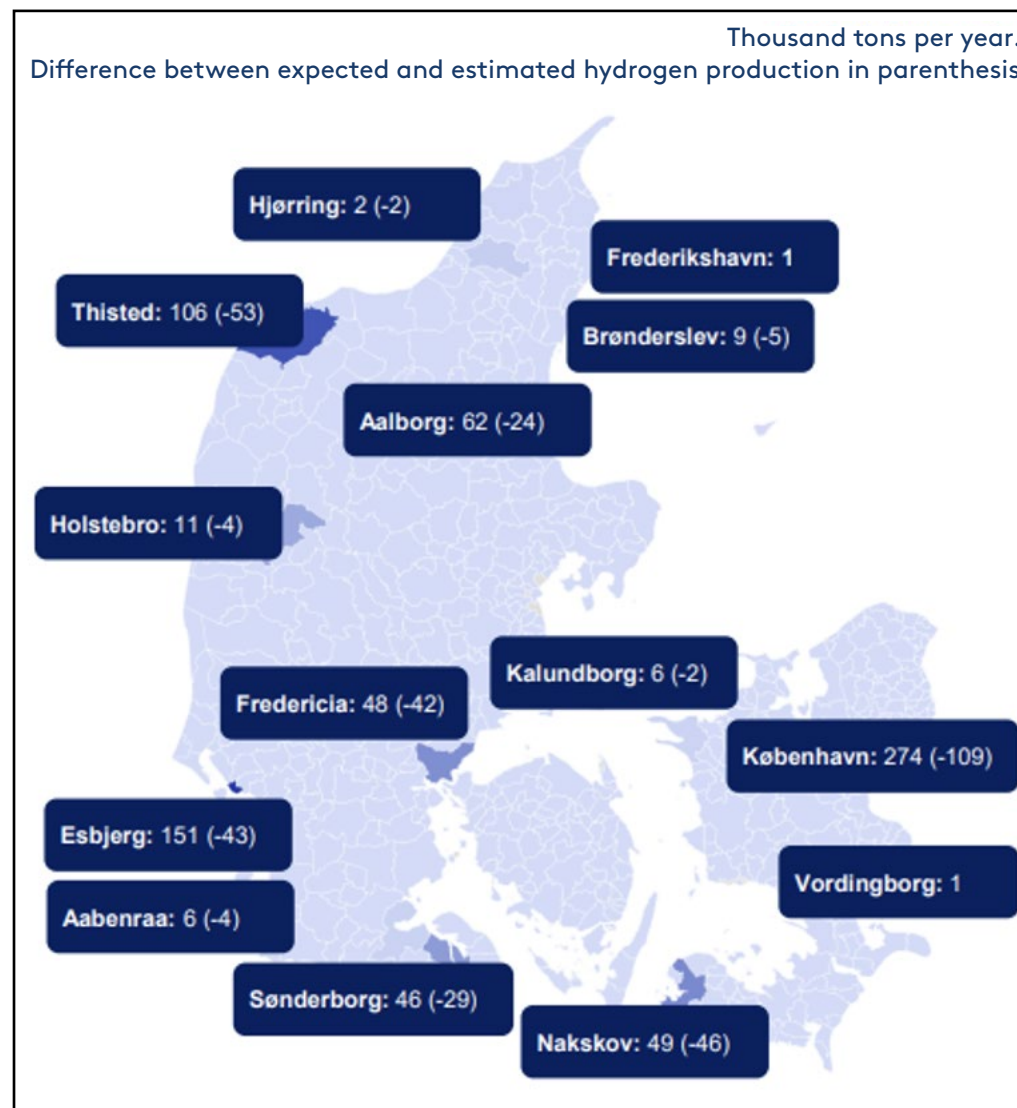 Thousand tons per year.
Difference between expected and estimated hydrogen production in parenthesis
Hjørring: 2 (-2)
Frederikshavn: 1
Thisted: 106 (-53)
Brønderslev: 9 (-5)
Aalborg: 62 (-24)
Holstebro: 11 (-4)
Kalundborg: 6 (-2)
Fredericia: 48 (-42)
København: 274 (-109)
Esbjerg: 151 (-43)
Vordingborg: 1
Aabenraa: 6 (-4)
Sønderborg: 46 (-29)
Nakskov: 49 (-46)